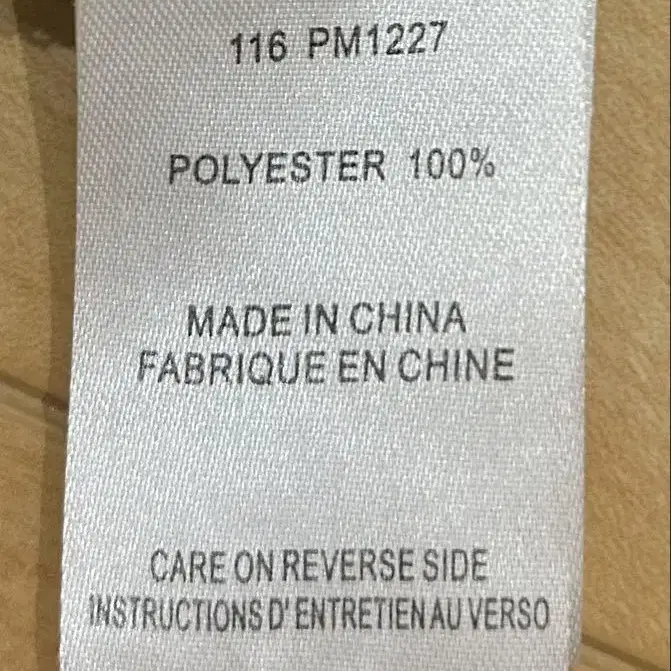 116 PM1227
POLYESTER 100%
MADE IN CHINA
FABRIQUE EN CHINE
CARE ON REVERSE SIDE
INSTRUCTIONS D' ENTRETIEN AU VERSO